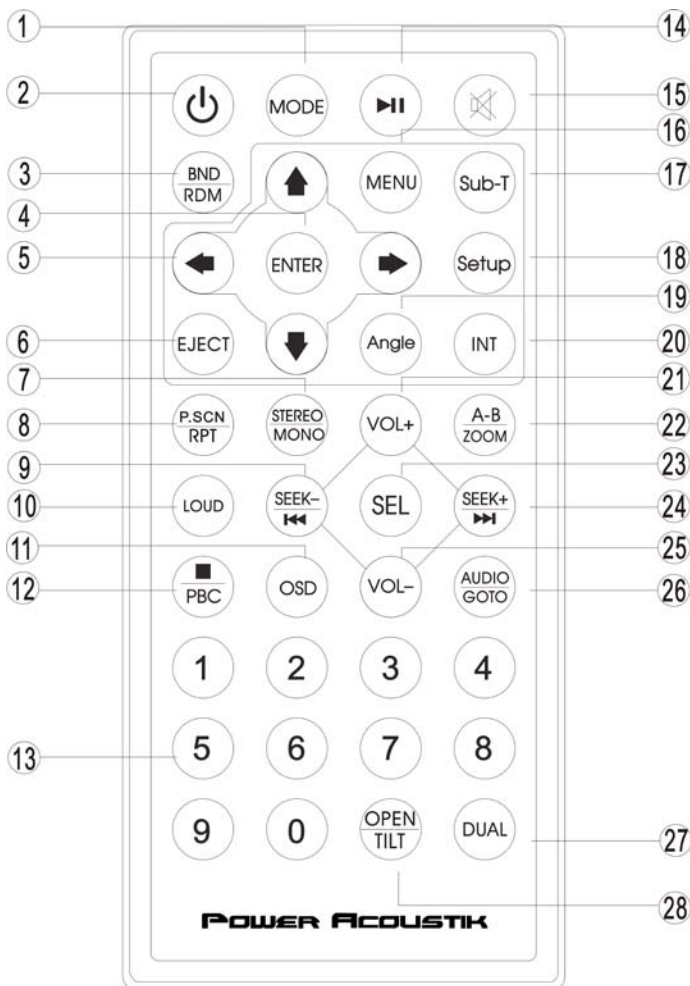 1 14
2 MODE 15
16
3 BND RDM MENU Sub-T 17
4
5 ENTER Setup 18
19
6 EJECT Angle INT 20
7 21
8 P.SCN RPT STEREO MONO VOL+ A-B ZOOM 22
9 23
10 LOUD SEEK– SEL SEEK+ 24
11 25
12 PBC OSD VOL– AUDIO GOTO 26
1 2 3 4
13 5 6 7 8
9 0 OPEN TILT DUAL 27
28
POWER ACOUSTIK